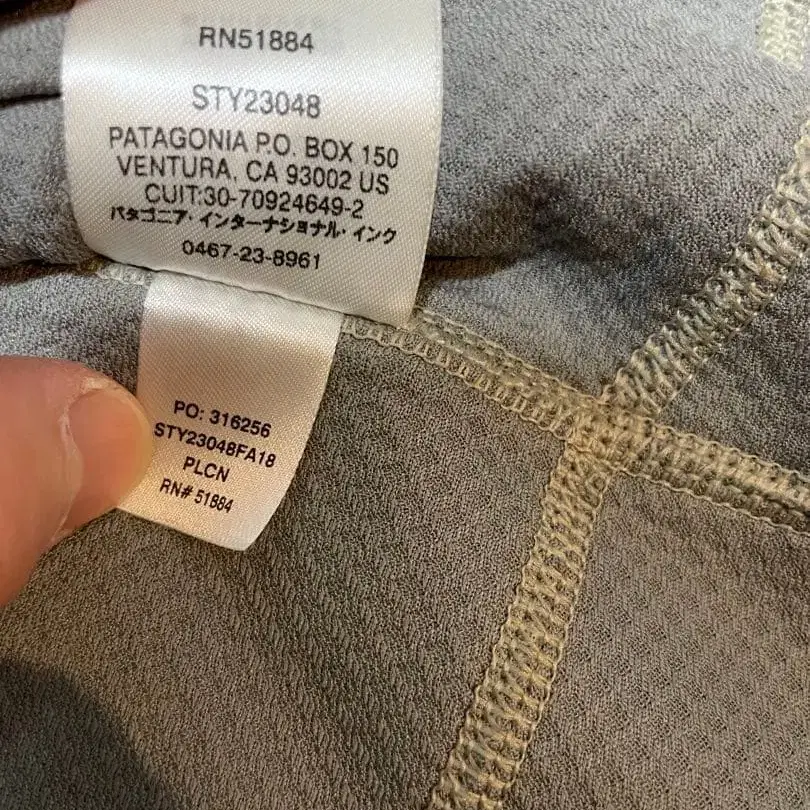 RN51884
STY23048
PATAGONIA P.O. BOX 150
VENTURA, CA 93002 US
CUIT:30-70924649-2
パタゴニア・インターナショナル・インク
0467-23-8961
PO: 316256
STY23048FA18
PLCN
RN# 51884